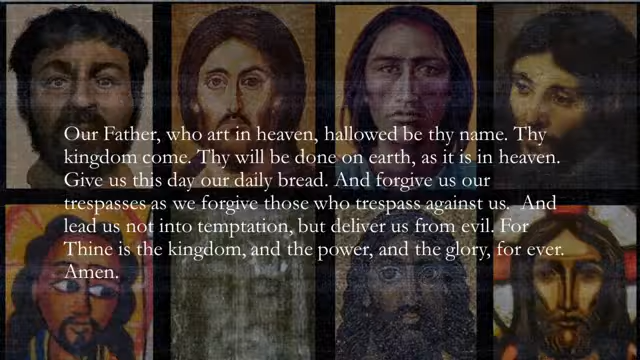 Our Father, who art in heaven, hallowed be thy name. Thy
kingdom come. Thy will be done on earth, as it is in heaven.
Give us this day our daily bread. And forgive us our
trespasses as we forgive those who trespass against us.  And
lead us not into temptation, but deliver us from evil. For
Thine is the kingdom, and the power, and the glory, for ever.
Amen.